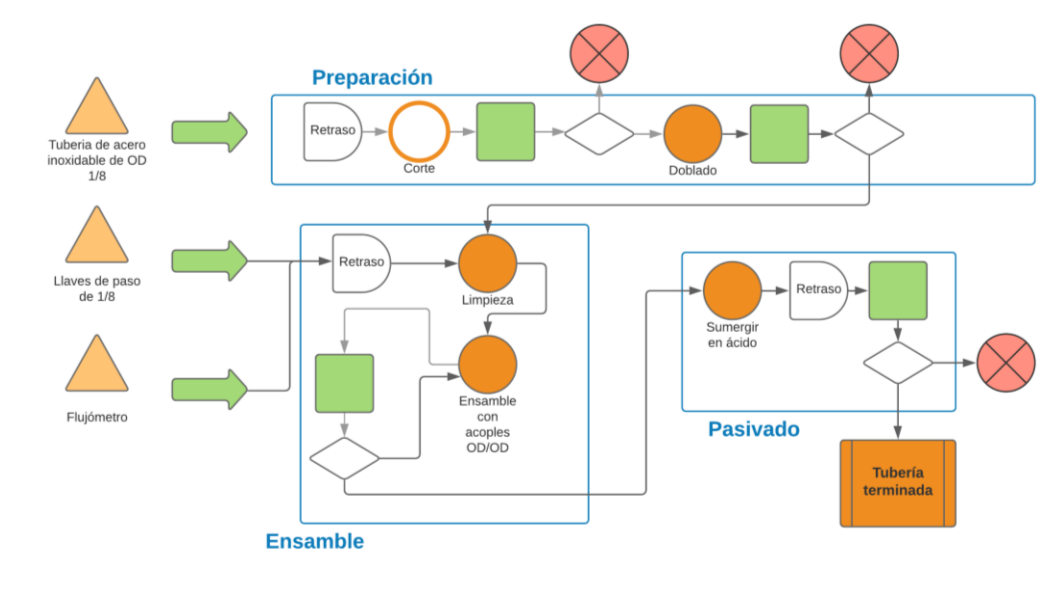 Preparación
Tuberia de acero
inoxidable de OD
1/8
Retraso
Corte
Doblado
Llaves de paso
de 1/8
Retraso
Limpieza
Flujómetro
Ensamble
con
acoples
OD/OD
Ensamble
Sumergir
en ácido
Retraso
Pasivado
Tubería
terminada